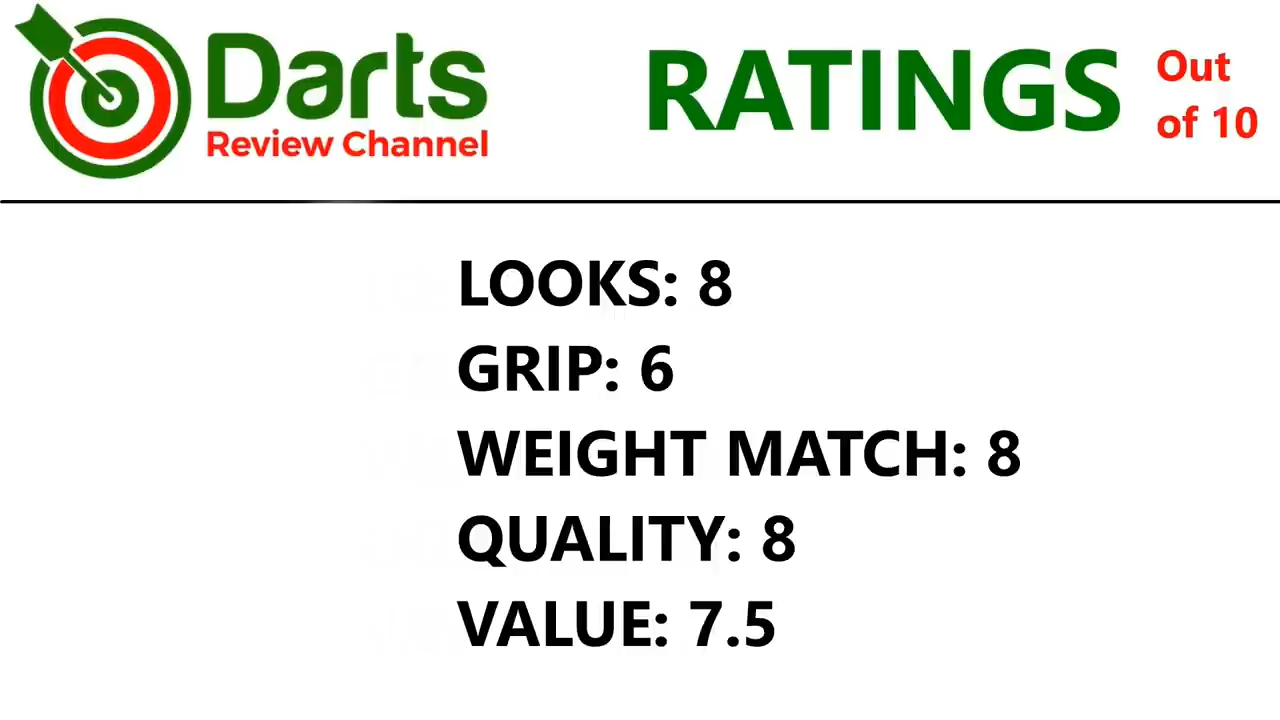 Darts
Review Channel
RATINGS
Out
of 10
LOOKS: 8
GRIP: 6
WEIGHT MATCH: 8
QUALITY: 8
VALUE: 7.5